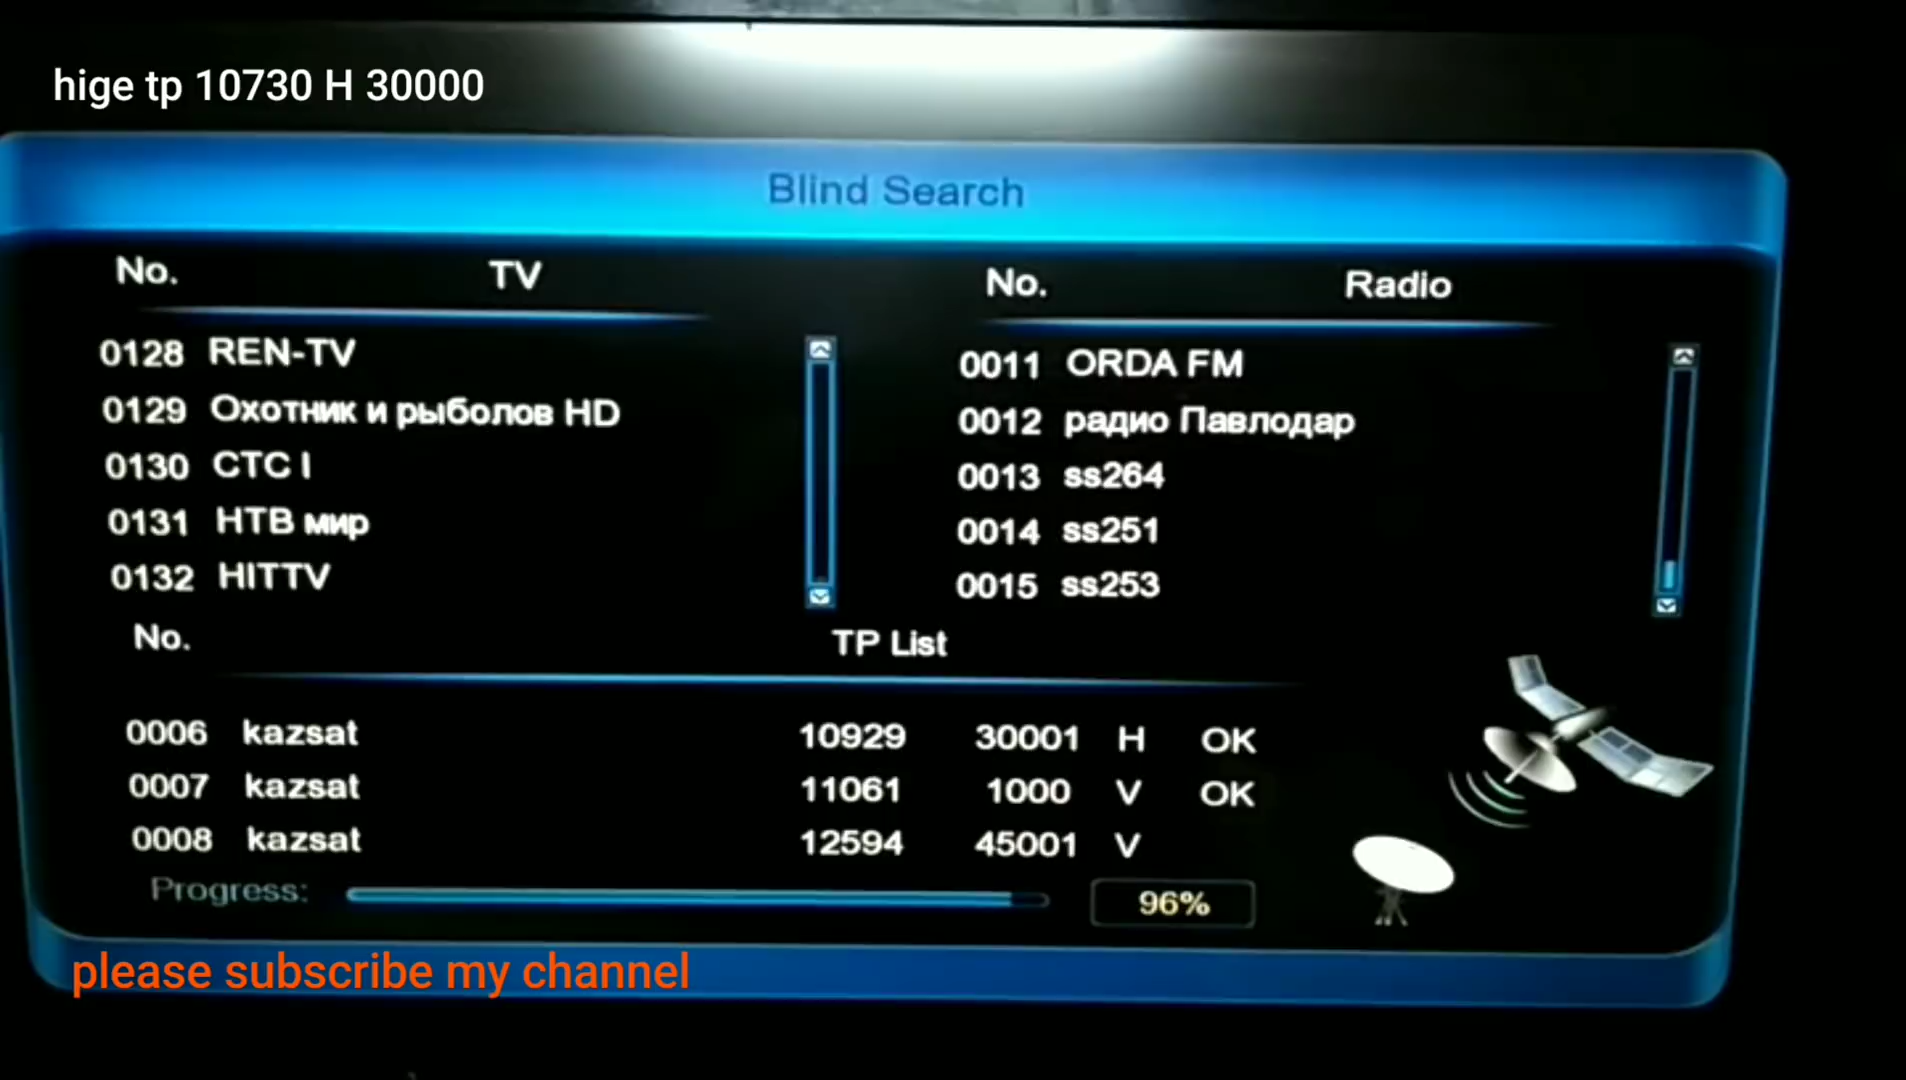 hige tp 10730 H 30000
Blind Search
No. TV No. Radio
0128 REN-TV 0011 ORDA FM
0129 Охотник и рыболов HD 0012 радио Павлодар
0130 СТС I 0013 ss264
0131 НТВ мир 0014 ss251
0132 HITTV 0015 ss253
No. TP List
0006 kazsat 10929 30001 H OK
0007 kazsat 11061 1000 V OK
0008 kazsat 12594 45001 V
Progress: 96%
please subscribe my channel